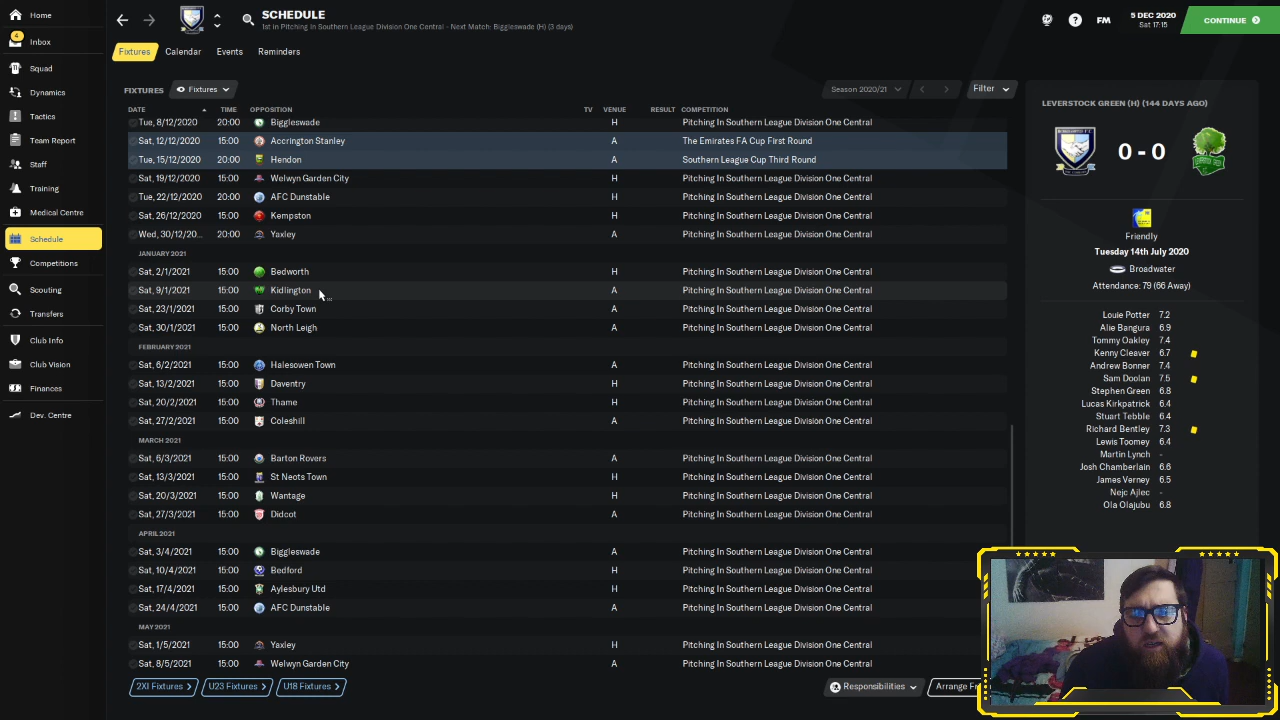 Home
SCHEDULE
1st in Pitching In Southern League Division One Central - Next Match: Biggleswade (H) (3 days)
FM
5 DEC 2020
Sat 17:15
CONTINUE
4
Inbox
Squad
Dynamics
Tactics
Team Report
Staff
Training
Medical Centre
Schedule
Competitions
Scouting
Transfers
Club Info
Club Vision
Finances
Dev. Centre
Fixtures Calendar Events Reminders
FIXTURES Fixtures Season 2020/21 Filter
DATE TIME OPPOSITION TV VENUE RESULT COMPETITION
Tue, 8/12/2020 20:00 Biggleswade H Pitching In Southern League Division One Central
Sat, 12/12/2020 15:00 Accrington Stanley A The Emirates FA Cup First Round
Tue, 15/12/2020 20:00 Hendon A Southern League Cup Third Round
Sat, 19/12/2020 15:00 Welwyn Garden City H Pitching In Southern League Division One Central
Tue, 22/12/2020 20:00 AFC Dunstable H Pitching In Southern League Division One Central
Sat, 26/12/2020 15:00 Kempston H Pitching In Southern League Division One Central
Wed, 30/12/20... 20:00 Yaxley A Pitching In Southern League Division One Central
JANUARY 2021
Sat, 2/1/2021 15:00 Bedworth H Pitching In Southern League Division One Central
Sat, 9/1/2021 15:00 Kidlington A Pitching In Southern League Division One Central
Sat, 23/1/2021 15:00 Corby Town A Pitching In Southern League Division One Central
Sat, 30/1/2021 15:00 North Leigh A Pitching In Southern League Division One Central
FEBRUARY 2021
Sat, 6/2/2021 15:00 Halesowen Town A Pitching In Southern League Division One Central
Sat, 13/2/2021 15:00 Daventry H Pitching In Southern League Division One Central
Sat, 20/2/2021 15:00 Thame H Pitching In Southern League Division One Central
Sat, 27/2/2021 15:00 Coleshill A Pitching In Southern League Division One Central
MARCH 2021
Sat, 6/3/2021 15:00 Barton Rovers A Pitching In Southern League Division One Central
Sat, 13/3/2021 15:00 St Neots Town H Pitching In Southern League Division One Central
Sat, 20/3/2021 15:00 Wantage H Pitching In Southern League Division One Central
Sat, 27/3/2021 15:00 Didcot A Pitching In Southern League Division One Central
APRIL 2021
Sat, 3/4/2021 15:00 Biggleswade A Pitching In Southern League Division One Central
Sat, 10/4/2021 15:00 Bedford H Pitching In Southern League Division One Central
Sat, 17/4/2021 15:00 Aylesbury Utd H Pitching In Southern League Division One Central
Sat, 24/4/2021 15:00 AFC Dunstable A Pitching In Southern League Division One Central
MAY 2021
Sat, 1/5/2021 15:00 Yaxley H Pitching In Southern League Division One Central
Sat, 8/5/2021 15:00 Welwyn Garden City A Pitching In Southern League Division One Central
2XI Fixtures U23 Fixtures U18 Fixtures Responsibilities Arrange Fr
LEVERSTOCK GREEN (H) (144 DAYS AGO)
0 - 0
Friendly
Tuesday 14th July 2020
Broadwater
Attendance: 79 (66 Away)
Louie Potter 7.2
Alie Bangura 6.9
Tommy Oakley 7.4
Kenny Cleaver 6.7
Andrew Bonner 7.4
Sam Doolan 7.5
Stephen Green 6.8
Lucas Kirkpatrick 6.4
Stuart Tebble 6.4
Richard Bentley 7.3
Lewis Toomey 6.4
Martin Lynch -
Josh Chamberlain 6.6
James Verney 6.5
Nejc Ajlec -
Ola Olajubu 6.8